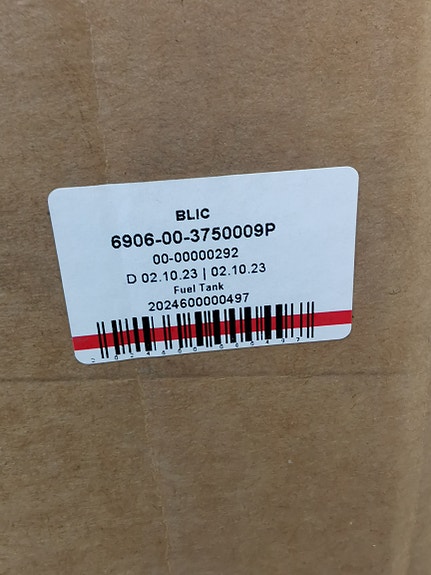 BLIC
6906-00-3750009P
00-00000292
D 02.10.23 | 02.10.23
Fuel Tank
2024600000497